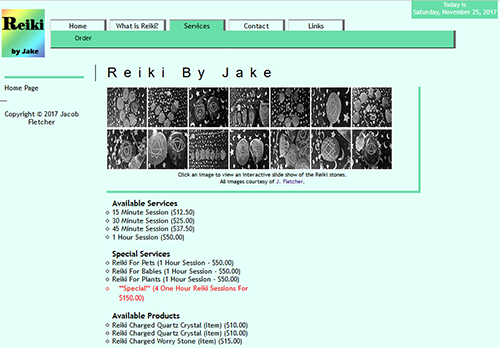 Today is
Saturday, November 25, 2017
Reiki
by Jake
Home
What is Reiki?
Services
Contact
Links
Order
Home Page
Copyright © 2017 Jacob
Fletcher
Reiki By Jake
Click an image to view an interactive slide show of the Reiki stones.
All images courtesy of J. Fletcher.
Available Services
15 Minute Session ($12.50)
30 Minute Session ($25.00)
45 Minute Session ($37.50)
1 Hour Session ($50.00)
Special Services
Reiki For Pets (1 Hour Session - $50.00)
Reiki For Babies (1 Hour Session - $50.00)
Reiki For Plants (1 Hour Session - $50.00)
**Special** (4 One Hour Reiki Sessions For
$150.00)
Available Products
Reiki Charged Quartz Crystal (item) ($10.00)
Reiki Charged Quartz Crystal (item) ($10.00)
Reiki Charged Worry Stone (item) ($15.00)